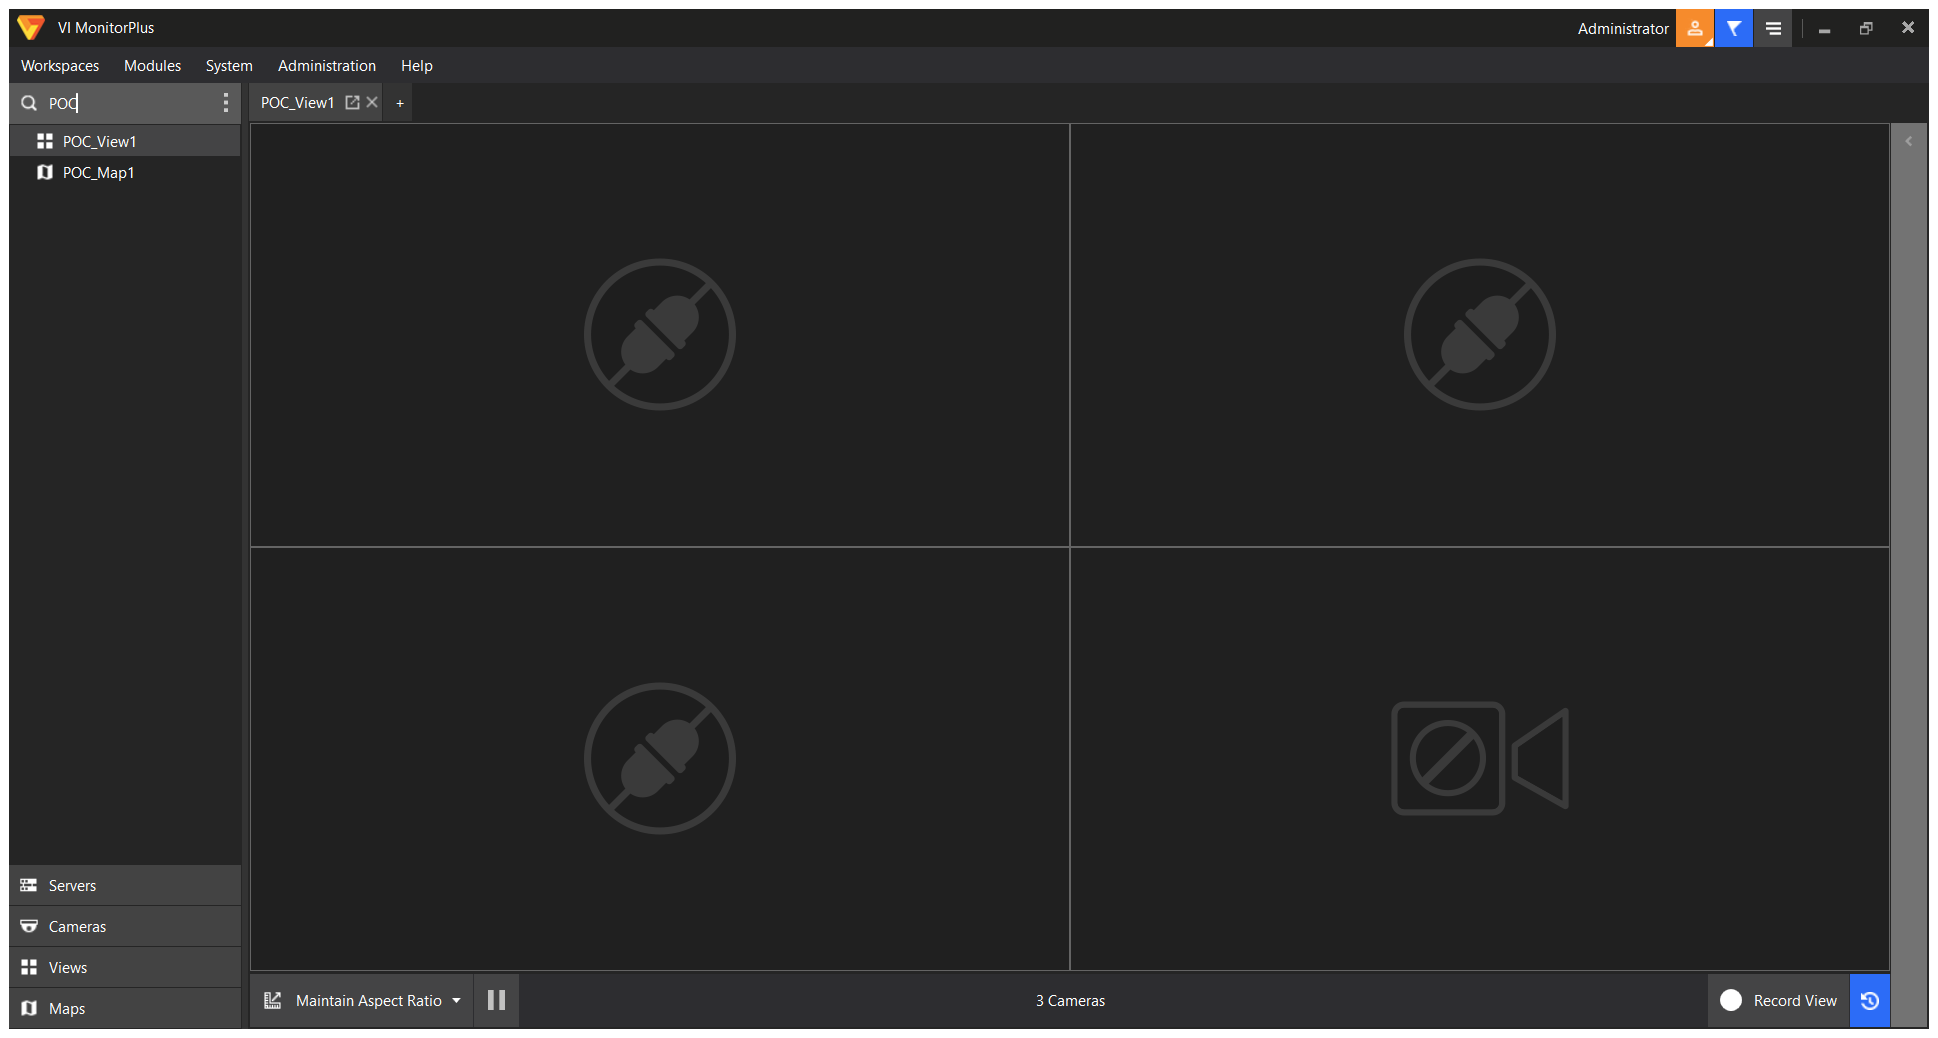 VI MonitorPlus
Administrator
Workspaces Modules System Administration Help
POC
POC_View1 +
POC_View1
POC_Map1
Servers
Cameras
Views
Maps
Maintain Aspect Ratio
3 Cameras
Record View